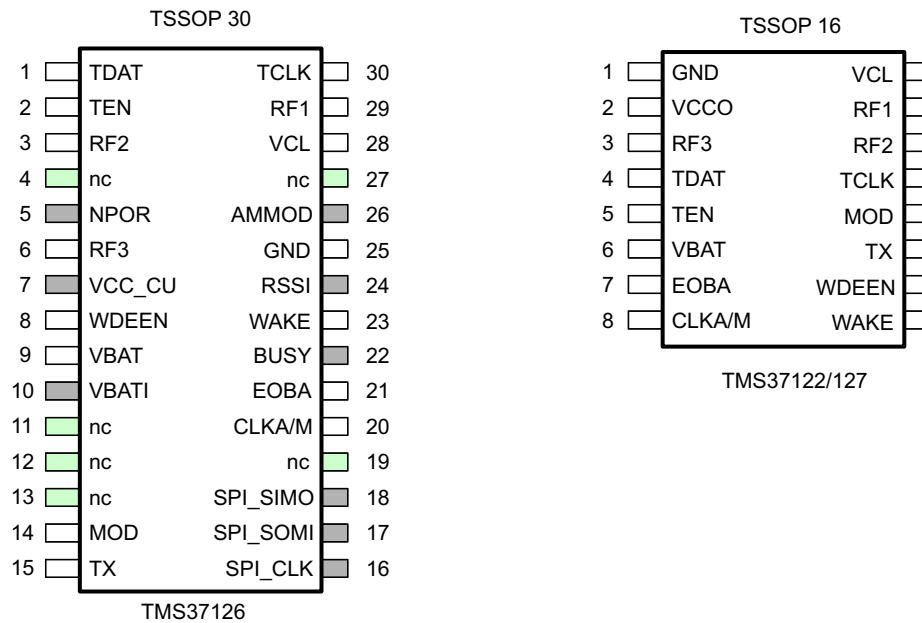 TSSOP 30
1 TDAT TCLK 30
2 TEN RF1 29
3 RF2 VCL 28
4 nc nc 27
5 NPOR AMMOD 26
6 RF3 GND 25
7 VCC_CU RSSI 24
8 WDEEN WAKE 23
9 VBAT BUSY 22
10 VBATI EOBA 21
11 nc CLKA/M 20
12 nc nc 19
13 nc SPI_SIMO 18
14 MOD SPI_SOMI 17
15 TX SPI_CLK 16
TMS37126
TSSOP 16
1 GND VCL
2 VCCO RF1
3 RF3 RF2
4 TDAT TCLK
5 TEN MOD
6 VBAT TX
7 EOBA WDEEN
8 CLKA/M WAKE
TMS37122/127